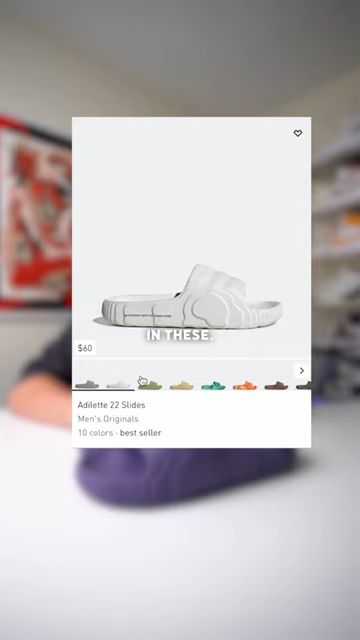 IN THESE.
$60
Adilette 22 Slides
Men's Originals
10 colors · best seller